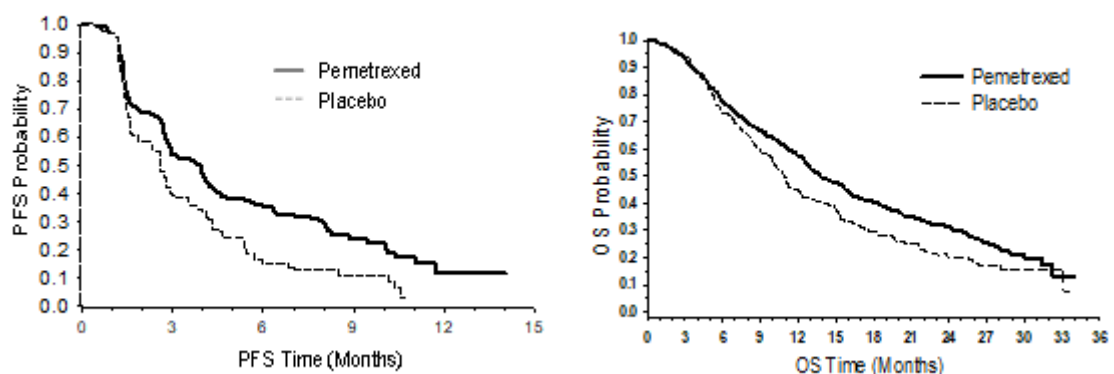 1.0
0.9
0.8
0.7
0.6
0.5
0.4
0.3
0.2
0.1
0.0
PFS Probability
Pemetrexed
Placebo
0 3 6 9 12 15
PFS Time (Months)
1.0
0.9
0.8
0.7
0.6
0.5
0.4
0.3
0.2
0.1
0.0
OS Probability
Pemetrexed
Placebo
0 3 6 9 12 15 18 21 24 27 30 33 36
OS Time (Months)